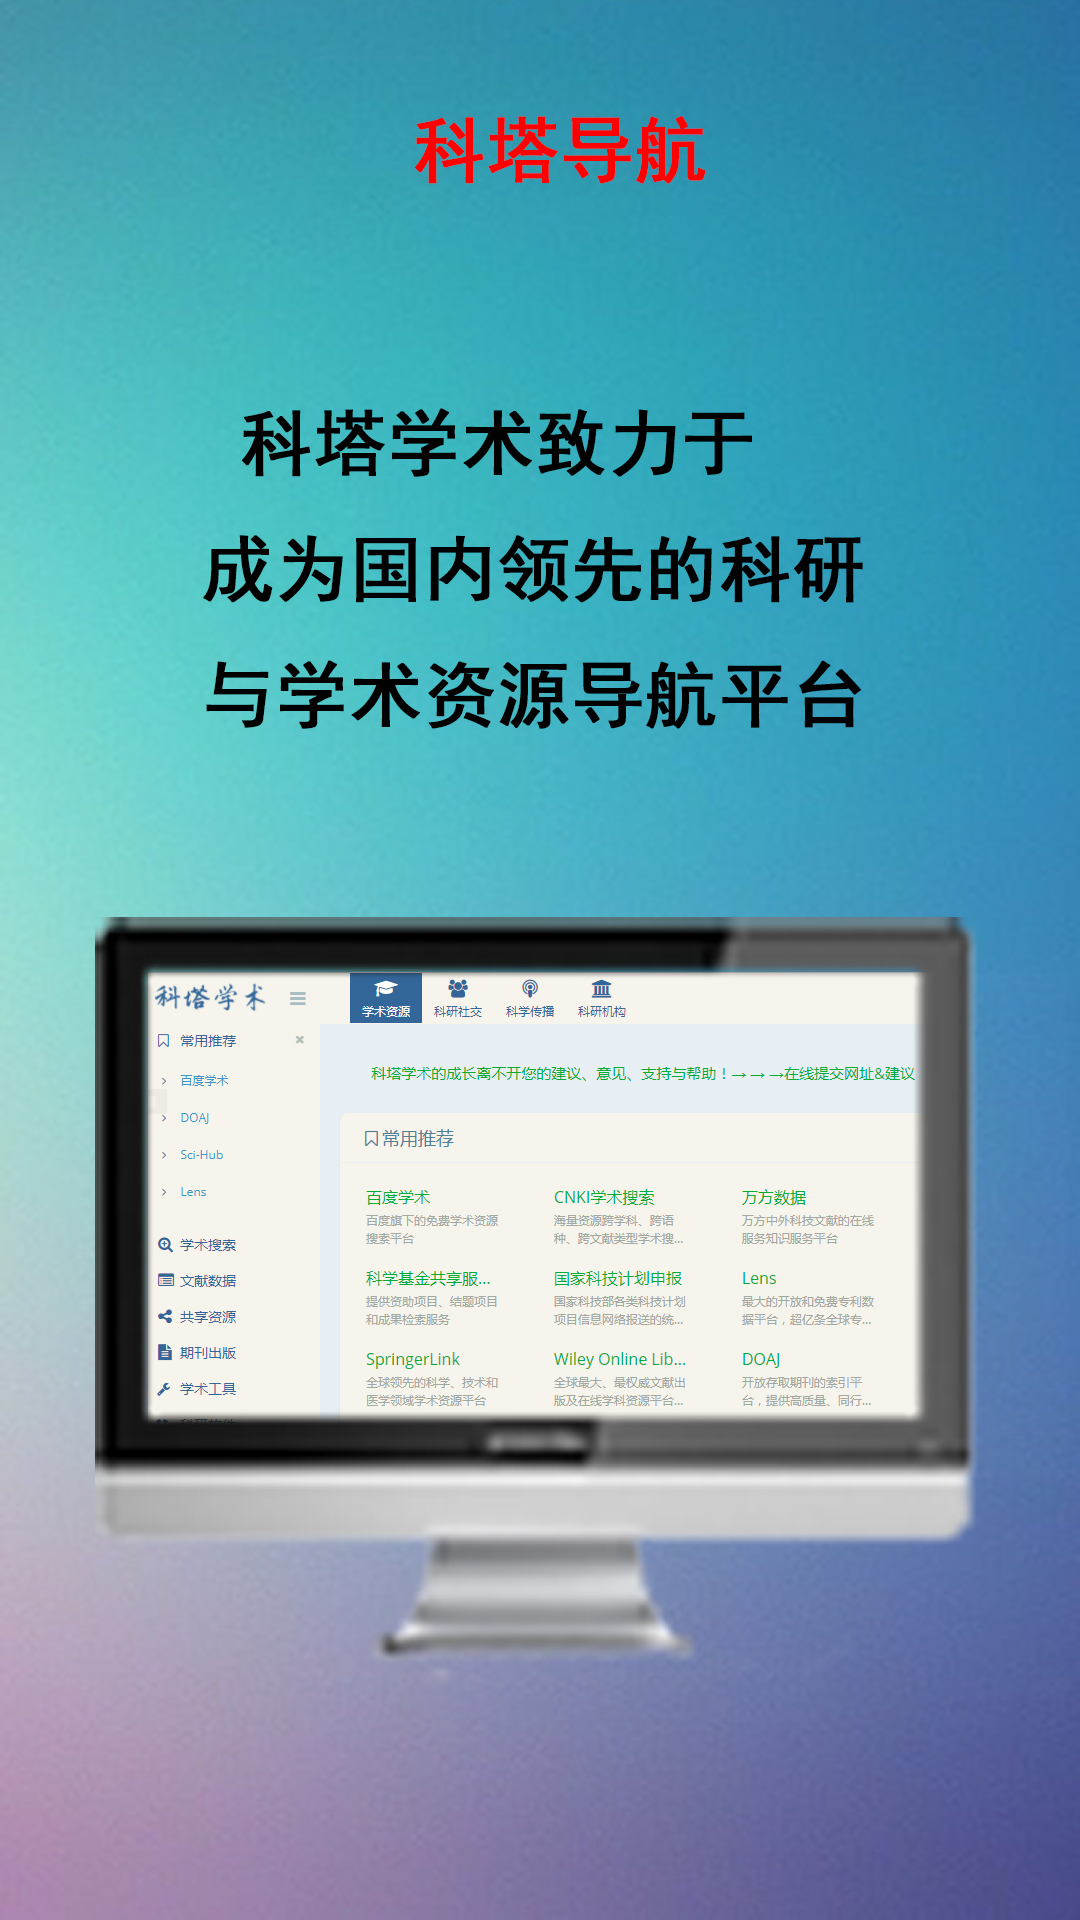 科塔导航
科塔学术致力于
成为国内领先的科研
与学术资源导航平台
科塔学术
学术资源 科研社交 科学传播 科研机构
常用推荐
百度学术
DOAJ
Sci-Hub
Lens
学术搜索
文献数据
共享资源
期刊出版
学术工具
科塔学术的成长离不开您的建议、意见、支持与帮助！→ → →在线提交网址&建议
常用推荐
百度学术
百度旗下的免费学术资源
搜索平台
CNKI学术搜索
海量资源跨学科、跨语
种、跨文献类型学术搜...
万方数据
万方中外科技文献的在线
服务知识服务平台
科学基金共享服...
提供资助项目、结题项目
和成果检索服务
国家科技计划申报
国家科技部各类科技计划
项目信息网络报送的统...
Lens
最大的开放和免费专利数
据平台，超亿条全球专...
SpringerLink
全球领先的科学、技术和
医学领域学术资源平台
Wiley Online Lib...
全球最大、最权威文献出
版及在线学科资源平台...
DOAJ
开放存取期刊的索引平
台，提供高质量、同行...